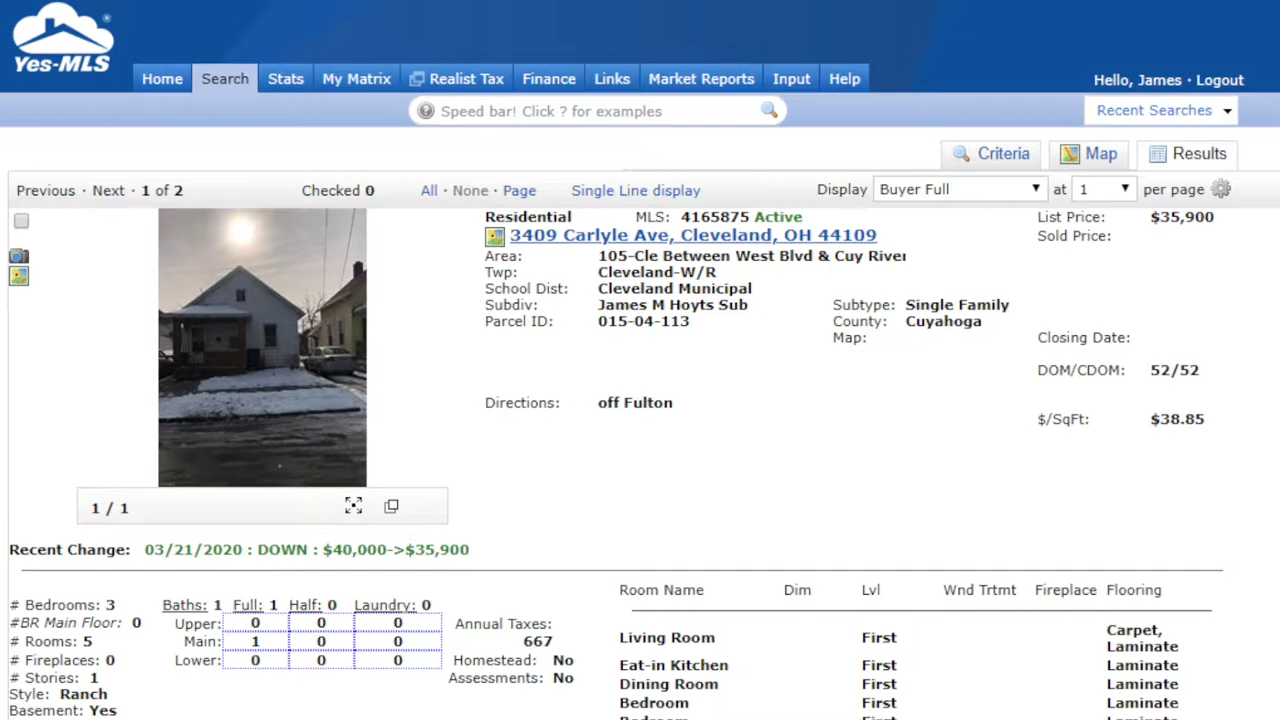 Yes-MLS®
Home Search Stats My Matrix Realist Tax Finance Links Market Reports Input Help
Hello, James · Logout
Speed bar! Click ? for examples
Recent Searches
Criteria Map Results
Previous · Next · 1 of 2 Checked 0 All · None · Page Single Line display Display Buyer Full at 1 per page
Residential MLS: 4165875 Active List Price: $35,900
3409 Carlyle Ave, Cleveland, OH 44109 Sold Price:
Area: 105-Cle Between West Blvd & Cuy River
Twp: Cleveland-W/R
School Dist: Cleveland Municipal
Subdiv: James M Hoyts Sub Subtype: Single Family
Parcel ID: 015-04-113 County: Cuyahoga
Map: Closing Date:
DOM/CDOM: 52/52
Directions: off Fulton
$/SqFt: $38.85
1 / 1
Recent Change: 03/21/2020 : DOWN : $40,000->$35,900
Room Name Dim Lvl Wnd Trtmt Fireplace Flooring
# Bedrooms: 3 Baths: 1 Full: 1 Half: 0 Laundry: 0
#BR Main Floor: 0 Upper: 0 0 0 Annual Taxes:
# Rooms: 5 Main: 1 0 0 667
# Fireplaces: 0 Lower: 0 0 0 Homestead: No
# Stories: 1 Assessments: No
Style: Ranch
Basement: Yes
Living Room First Carpet,
Laminate
Eat-in Kitchen First Laminate
Dining Room First Laminate
Bedroom First Laminate